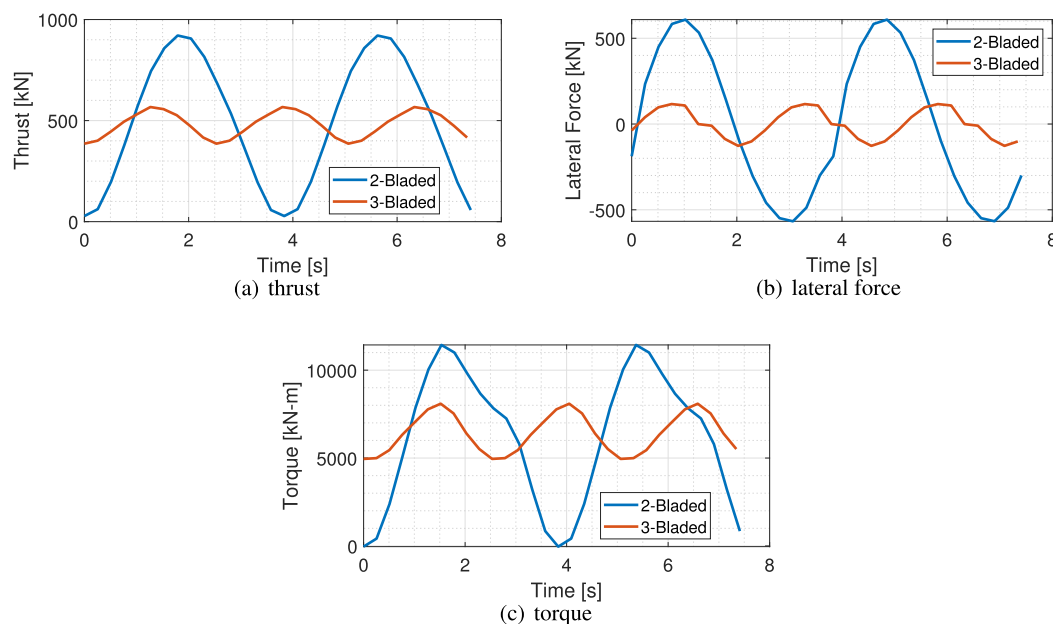 1000
500
0
Thrust [kN]
0 2 4 6 8
Time [s]
2-Bladed
3-Bladed
(a) thrust
500
0
-500
Lateral Force [kN]
0 2 4 6 8
Time [s]
2-Bladed
3-Bladed
(b) lateral force
10000
5000
0
Torque [kN-m]
0 2 4 6 8
Time [s]
2-Bladed
3-Bladed
(c) torque